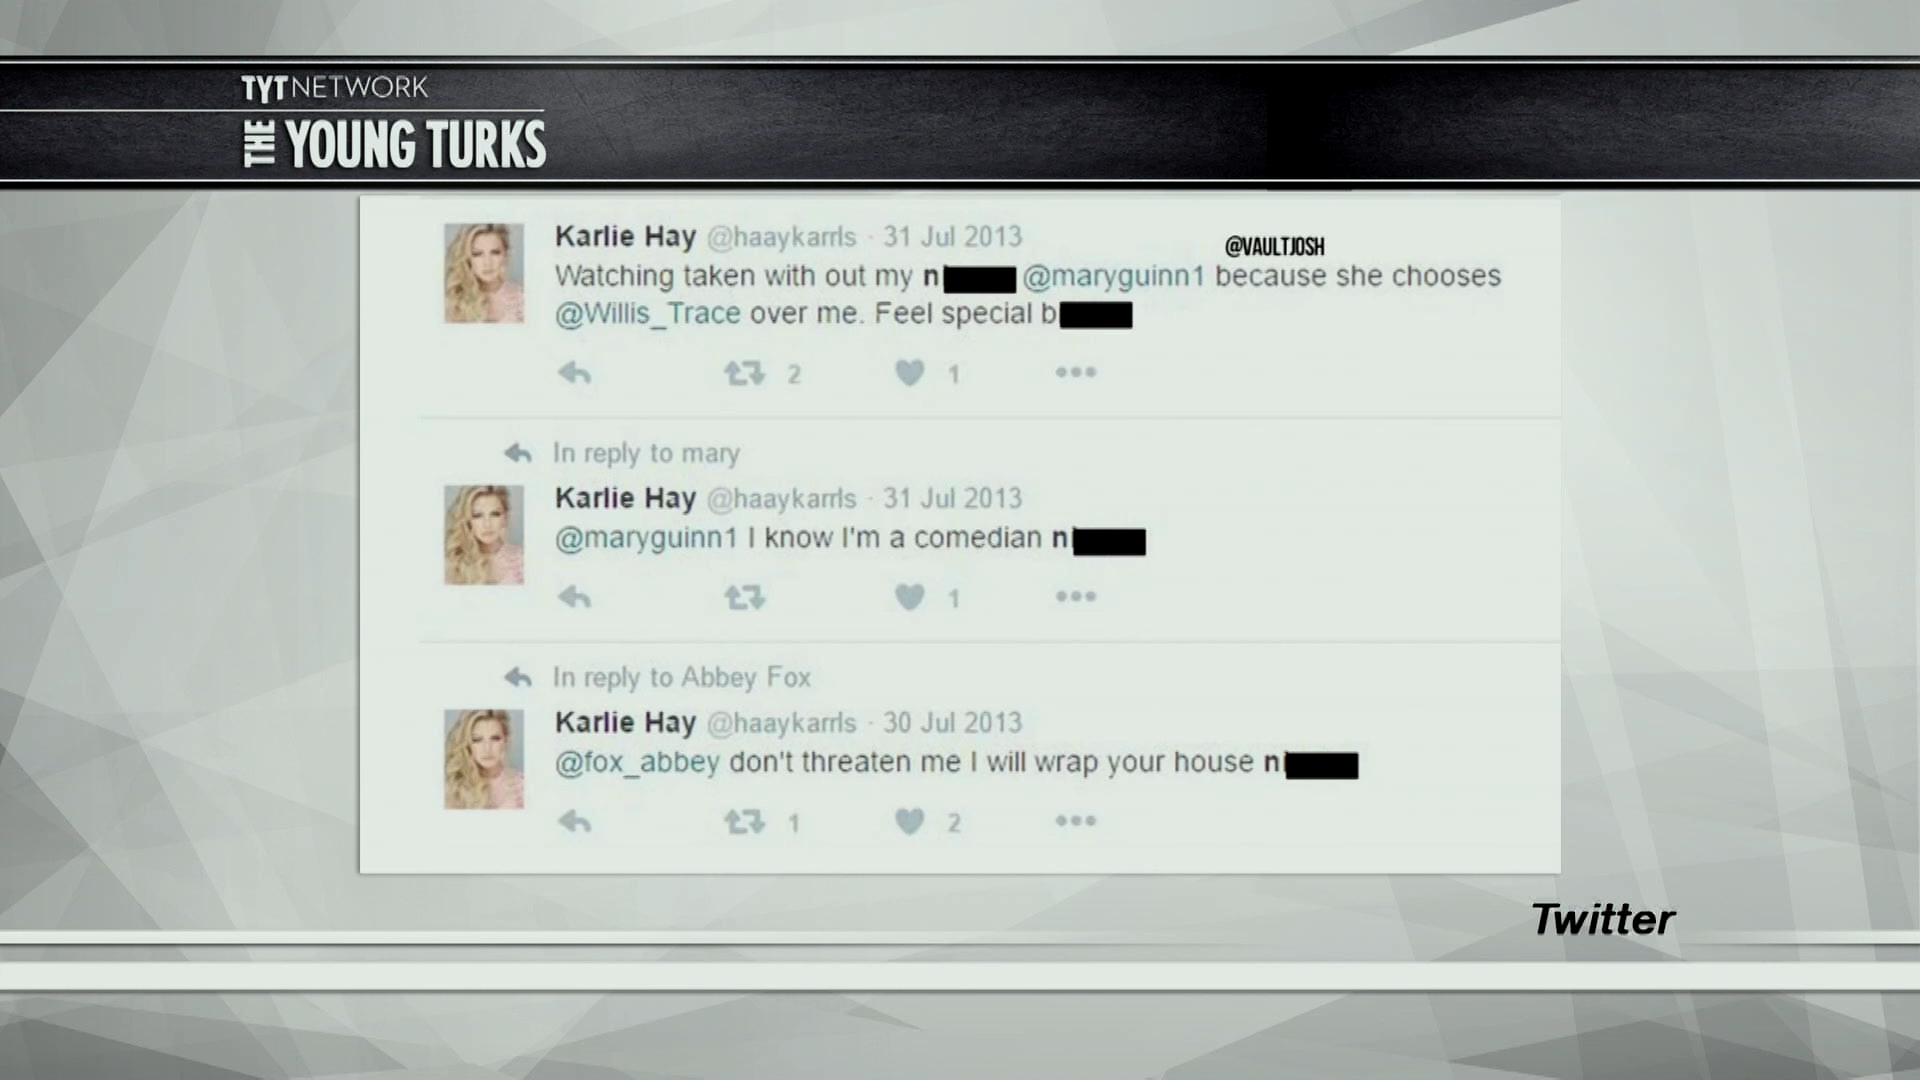 TYT NETWORK
THE YOUNG TURKS
Karlie Hay @haaykarrls · 31 Jul 2013
@VAULTJOSH
Watching taken with out my n @maryguinn1 because she chooses
@Willis_Trace over me. Feel special b
2 1
In reply to mary
Karlie Hay @haaykarrls · 31 Jul 2013
@maryguinn1 I know I'm a comedian n
1
In reply to Abbey Fox
Karlie Hay @haaykarrls · 30 Jul 2013
@fox_abbey don't threaten me I will wrap your house n
1 2
Twitter